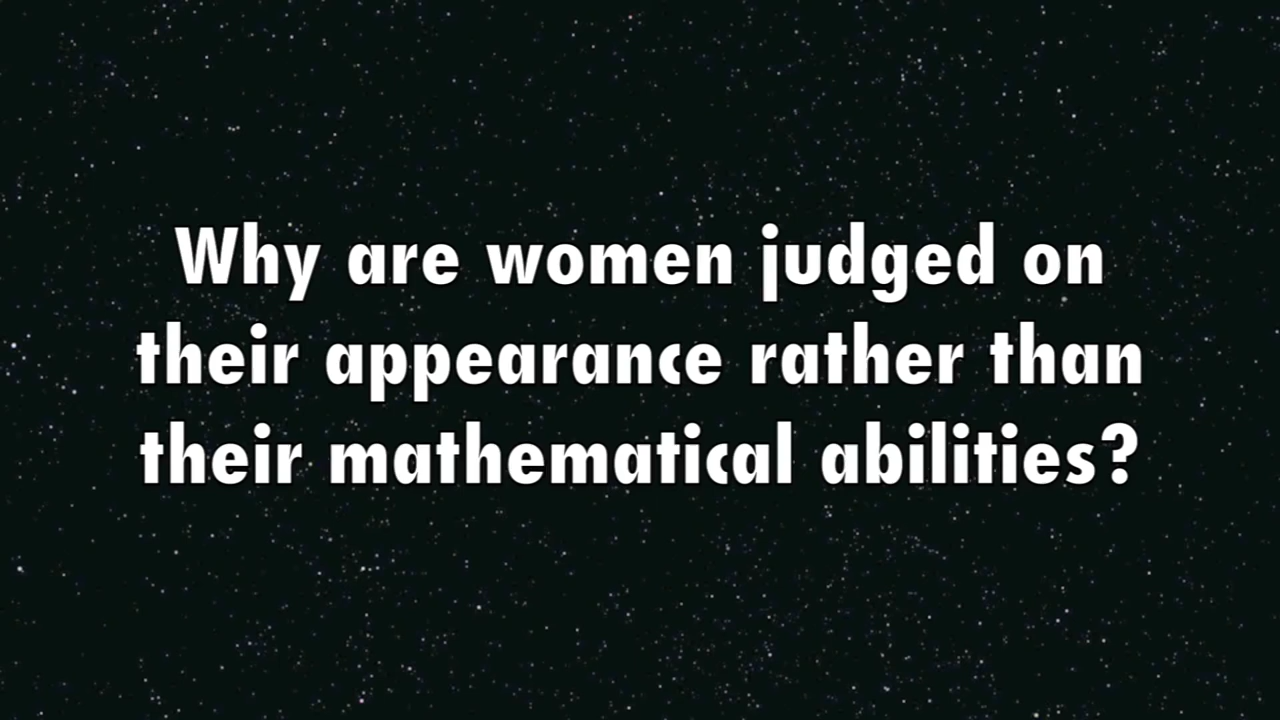 Why are women judged on
their appearance rather than
their mathematical abilities?